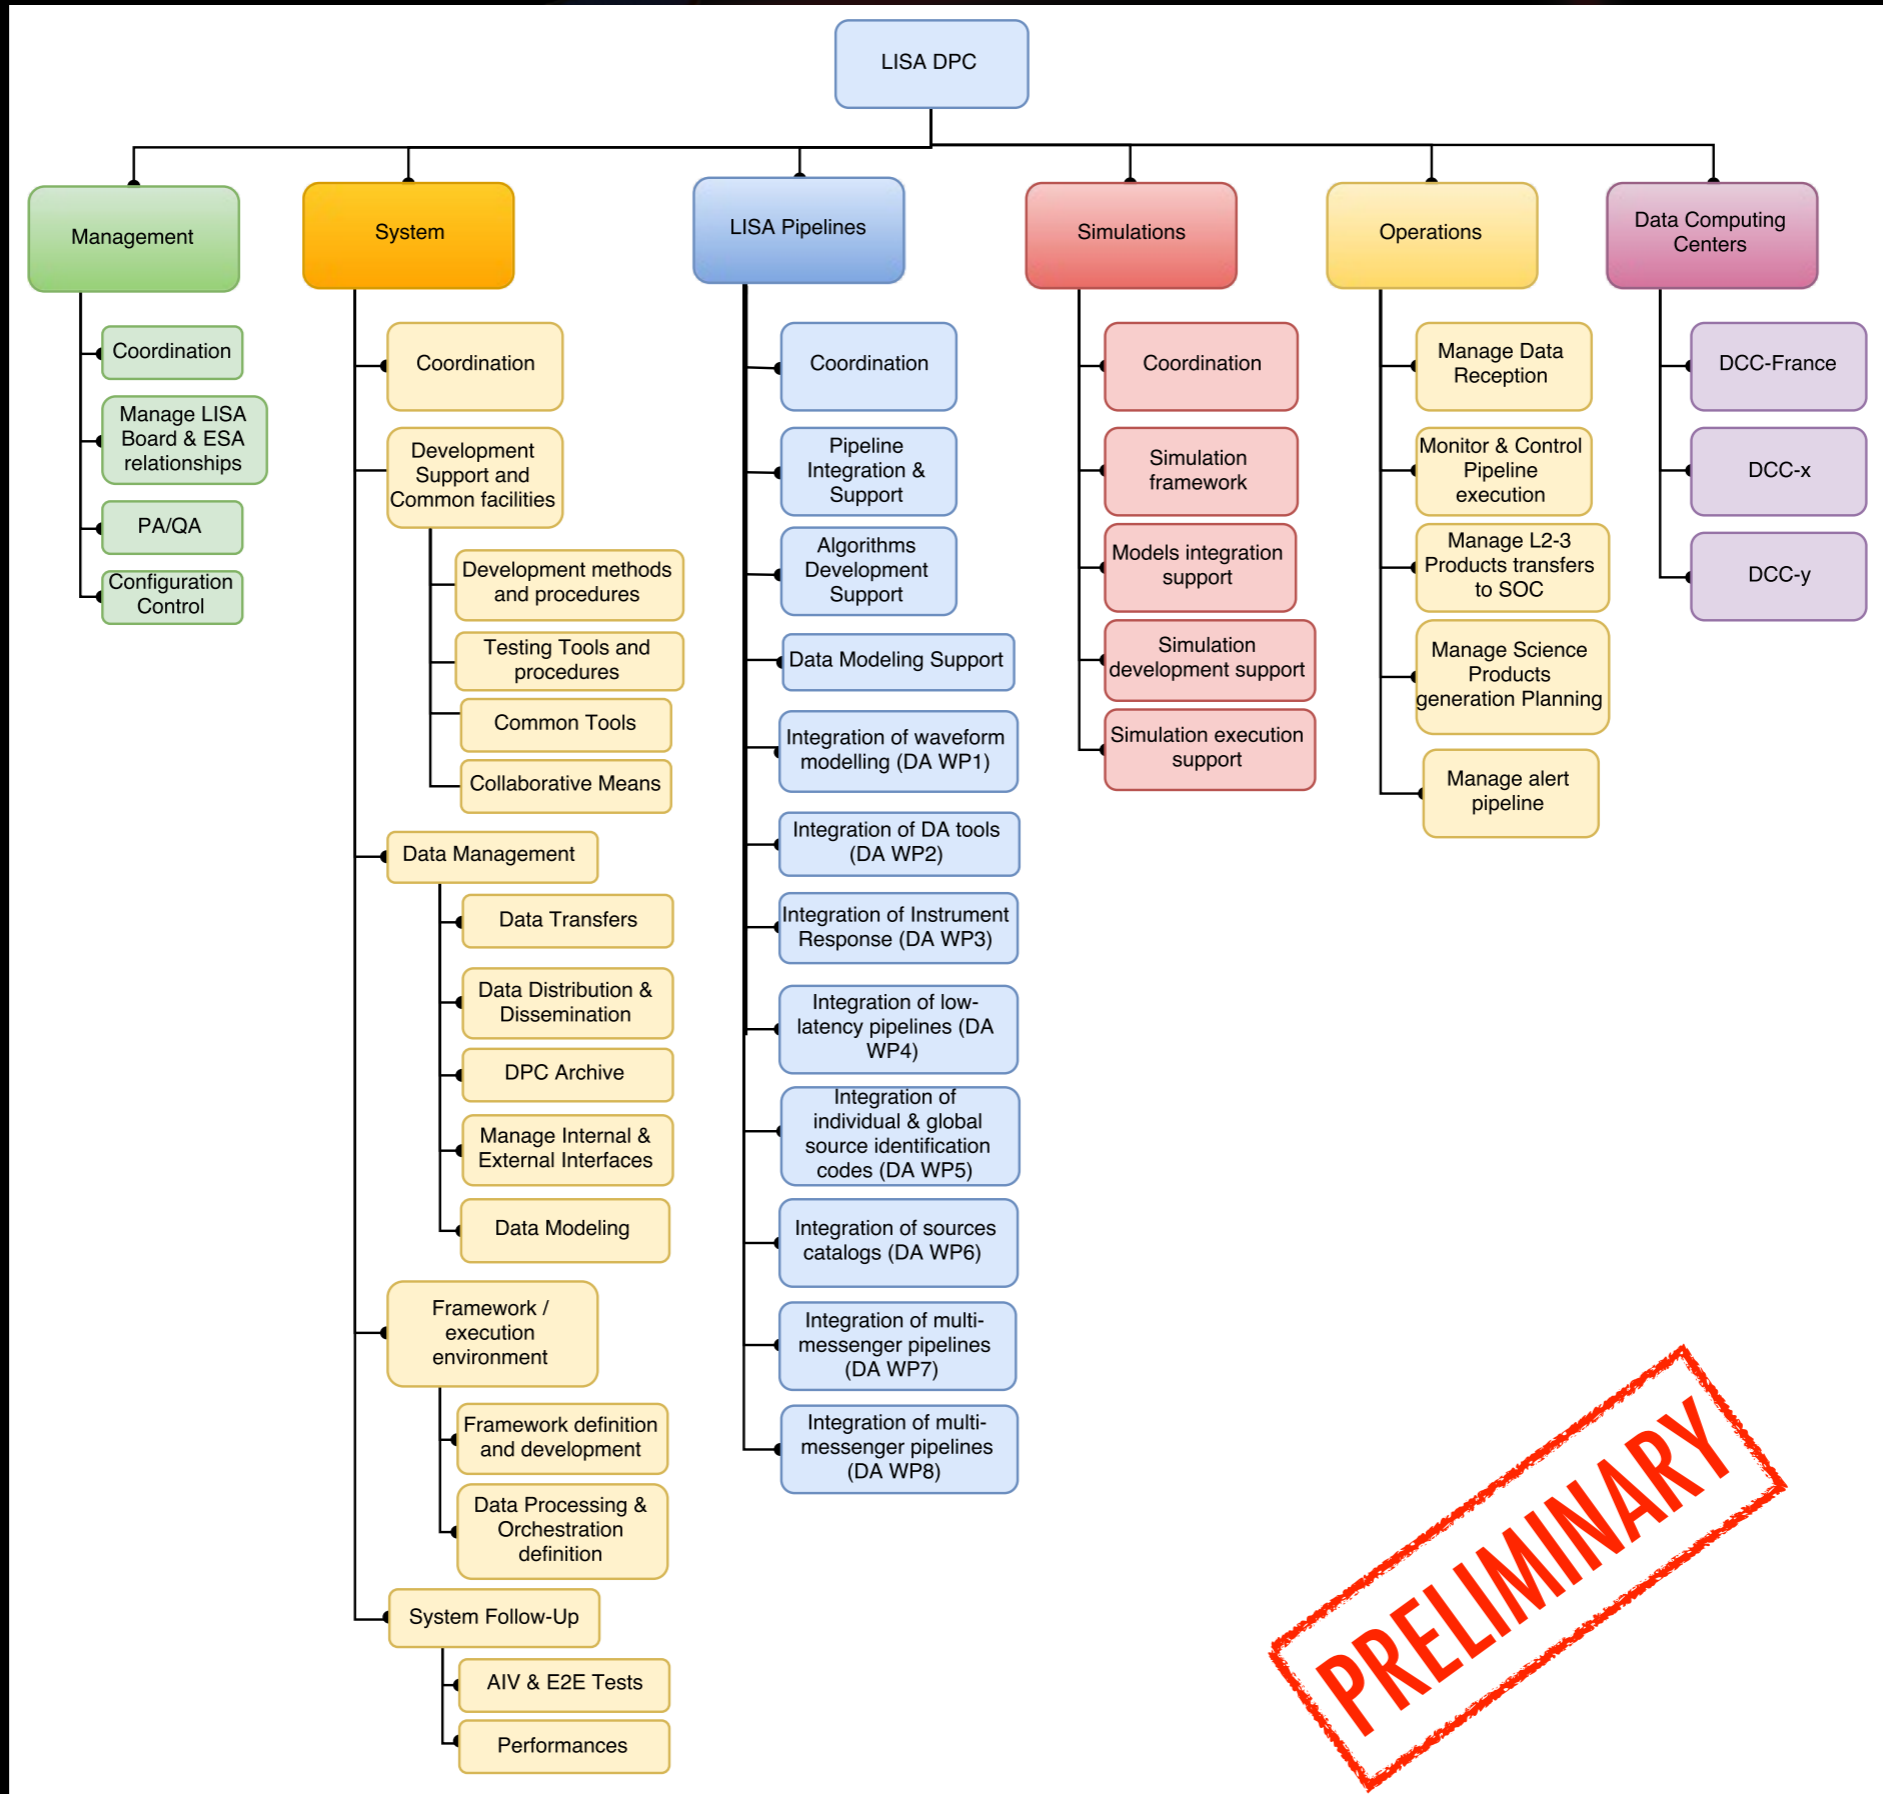 LISA DPC
Management
System
LISA Pipelines
Simulations
Operations
Data Computing
Centers
Coordination
Manage LISA
Board & ESA
relationships
PA/QA
Configuration
Control
Coordination
Development
Support and
Common facilities
Development methods
and procedures
Testing Tools and
procedures
Common Tools
Collaborative Means
Data Management
Data Transfers
Data Distribution &
Dissemination
DPC Archive
Manage Internal &
External Interfaces
Data Modeling
Framework /
execution
environment
Framework definition
and development
Data Processing &
Orchestration
definition
System Follow-Up
AIV & E2E Tests
Performances
Coordination
Pipeline
Integration &
Support
Algorithms
Development
Support
Data Modeling Support
Integration of waveform
modelling (DA WP1)
Integration of DA tools
(DA WP2)
Integration of Instrument
Response (DA WP3)
Integration of low-
latency pipelines (DA
WP4)
Integration of
individual & global
source identification
codes (DA WP5)
Integration of sources
catalogs (DA WP6)
Integration of multi-
messenger pipelines
(DA WP7)
Integration of multi-
messenger pipelines
(DA WP8)
Coordination
Simulation
framework
Models integration
support
Simulation
development support
Simulation execution
support
Manage Data
Reception
Monitor & Control
Pipeline
execution
Manage L2-3
Products transfers
to SOC
Manage Science
Products
generation Planning
Manage alert
pipeline
DCC-France
DCC-x
DCC-y
PRELIMINARY